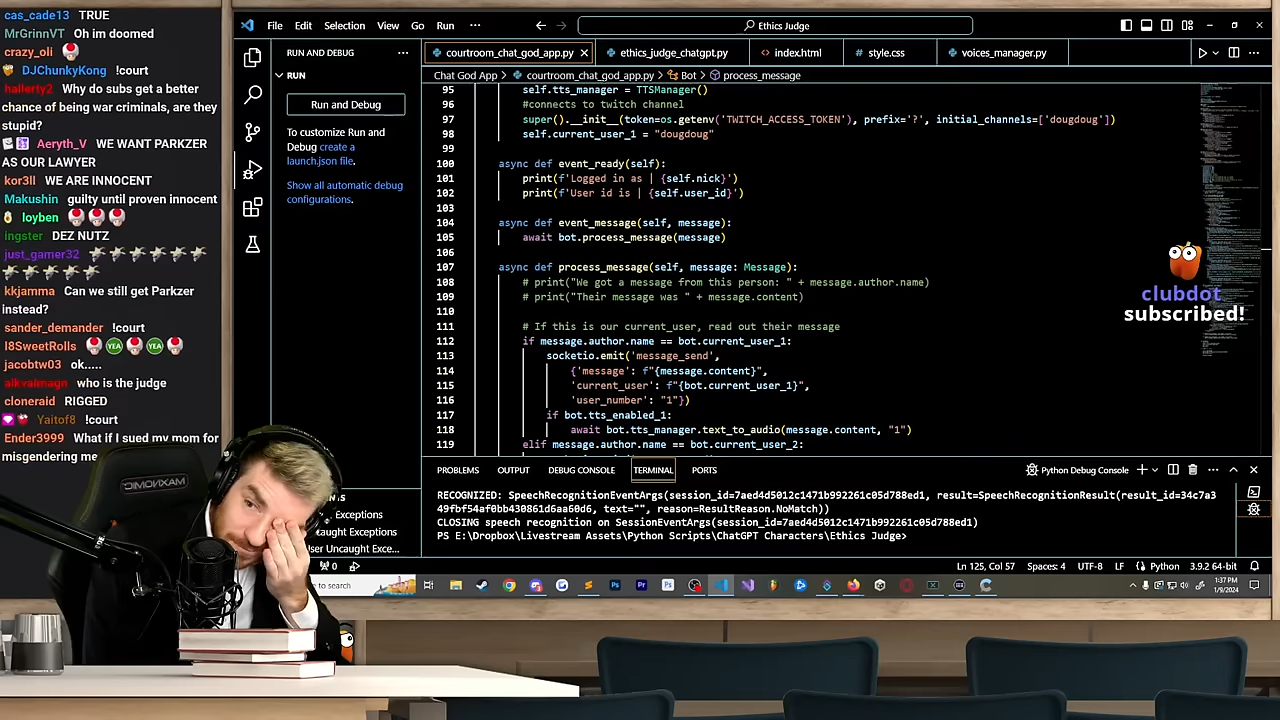 cas_cade13 TRUE
MrGrinnVT Oh im doomed
crazy_oli
DJChunkyKong !court
hallerty2 Why do subs get a better
chance of being war criminals, are they
stupid?
Aeryth_V WE WANT PARKZER
AS OUR LAWYER
kor3ll WE ARE INNOCENT
Makushin guilty until proven innocent
loyben
ingster DEZ NUTZ
just_gamer32
kkjamma Can we still get Parkzer
instead?
sander_demander !court
I8SweetRolls YEA YEA
jacobtw03 ok.....
alkvalmagn who is the judge
cloneraid RIGGED
Yaitof8 !court
Ender3999 What if I sued my mom for
misgendering me
File Edit Selection View Go Run ...
Ethics Judge
RUN AND DEBUG ...
RUN
Run and Debug
To customize Run and
Debug create a
launch.json file.
Show all automatic debug
configurations.
courtroom_chat_god_app.py
ethics_judge_chatgpt.py
index.html
style.css
voices_manager.py
Chat God App > courtroom_chat_god_app.py > Bot > process_message
95 self.tts_manager = TTSManager()
96 #connects to twitch channel
97 super().__init__(token=os.getenv('TWITCH_ACCESS_TOKEN'), prefix='?', initial_channels=['dougdoug'])
98 self.current_user_1 = "dougdoug"
99
100 async def event_ready(self):
101 print(f'Logged in as | {self.nick}')
102 print(f'User id is | {self.user_id}')
103
104 async def event_message(self, message):
105 await bot.process_message(message)
106
107 async def process_message(self, message: Message):
108 # print("We got a message from this person: " + message.author.name)
109 # print("Their message was " + message.content)
110
111 # If this is our current_user, read out their message
112 if message.author.name == bot.current_user_1:
113 socketio.emit('message_send',
114 {'message': f"{message.content}",
115 'current_user': f"{bot.current_user_1}",
116 'user_number': "1"})
117 if bot.tts_enabled_1:
118 await bot.tts_manager.text_to_audio(message.content, "1")
119 elif message.author.name == bot.current_user_2:
clubdot
subscribed!
PROBLEMS OUTPUT DEBUG CONSOLE TERMINAL PORTS
Python Debug Console
RECOGNIZED: SpeechRecognitionEventArgs(session_id=7aed4d5012c1471b992261c05d788ed1, result=SpeechRecognitionResult(result_id=34c7a3
49fbf54af0bb430861d6aa60d6, text="", reason=ResultReason.NoMatch))
CLOSING speech recognition on SessionEventArgs(session_id=7aed4d5012c1471b992261c05d788ed1)
PS E:\Dropbox\Livestream Assets\Python Scripts\ChatGPT Characters\Ethics Judge>
Exceptions
aught Exceptions
ser Uncaught Exce...
0
Ln 125, Col 57 Spaces: 4 UTF-8 LF Python 3.9.2 64-bit
to search
1:37 PM
1/9/2024
MAXNOMIC